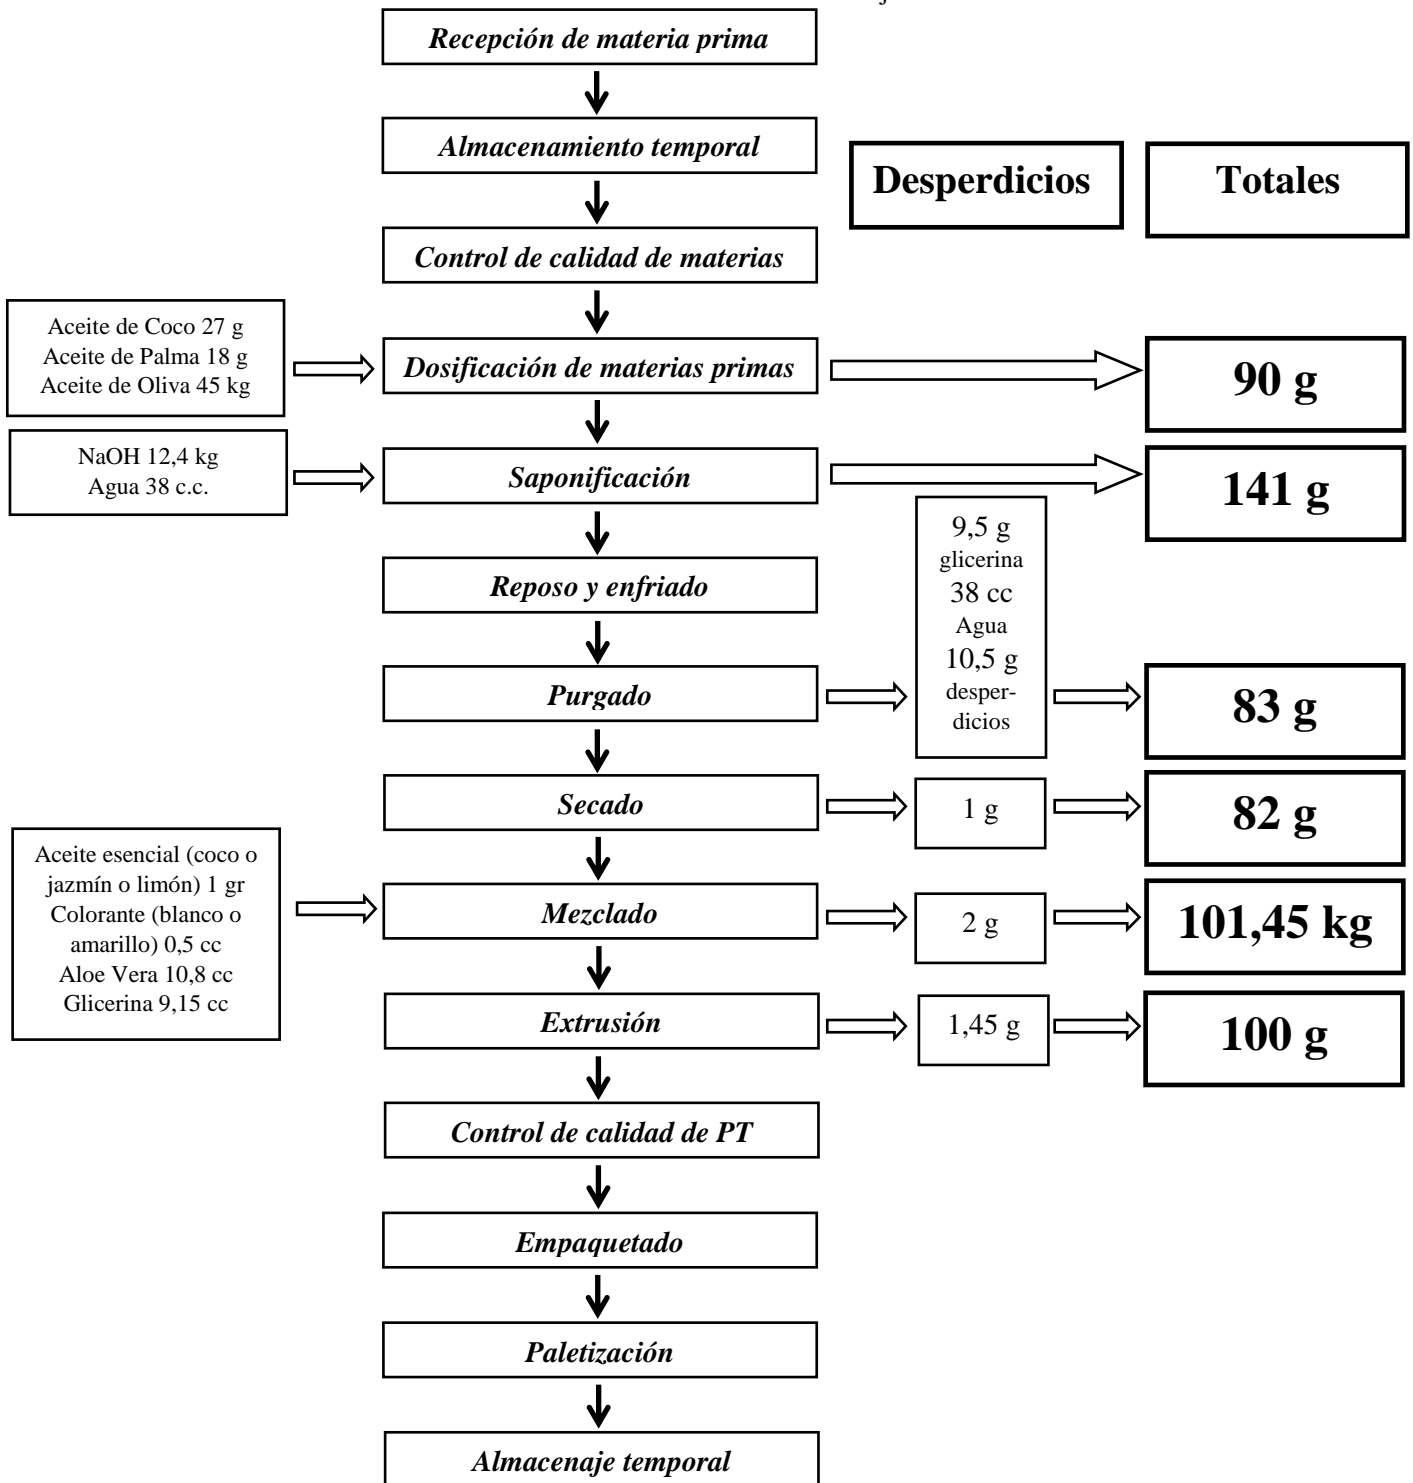 Recepción de materia prima
Almacenamiento temporal
Desperdicios
Totales
Control de calidad de materias
Aceite de Coco 27 g
Aceite de Palma 18 g
Aceite de Oliva 45 kg
Dosificación de materias primas
90 g
NaOH 12,4 kg
Agua 38 c.c.
Saponificación
141 g
9,5 g
glicerina
38 cc
Agua
10,5 g
desper-
dicios
Reposo y enfriado
Purgado
83 g
Secado
1 g
82 g
Aceite esencial (coco o
jazmín o limón) 1 gr
Colorante (blanco o
amarillo) 0,5 cc
Aloe Vera 10,8 cc
Glicerina 9,15 cc
Mezclado
2 g
101,45 kg
Extrusión
1,45 g
100 g
Control de calidad de PT
Empaquetado
Paletización
Almacenaje temporal